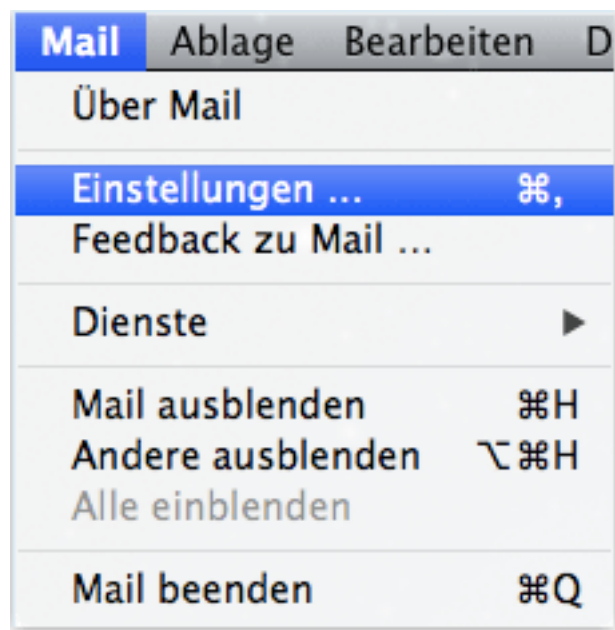 Mail Ablage Bearbeiten D
Über Mail
Einstellungen ... ⌘,
Feedback zu Mail ...
Dienste ▶
Mail ausblenden ⌘H
Andere ausblenden ⌥⌘H
Alle einblenden
Mail beenden ⌘Q